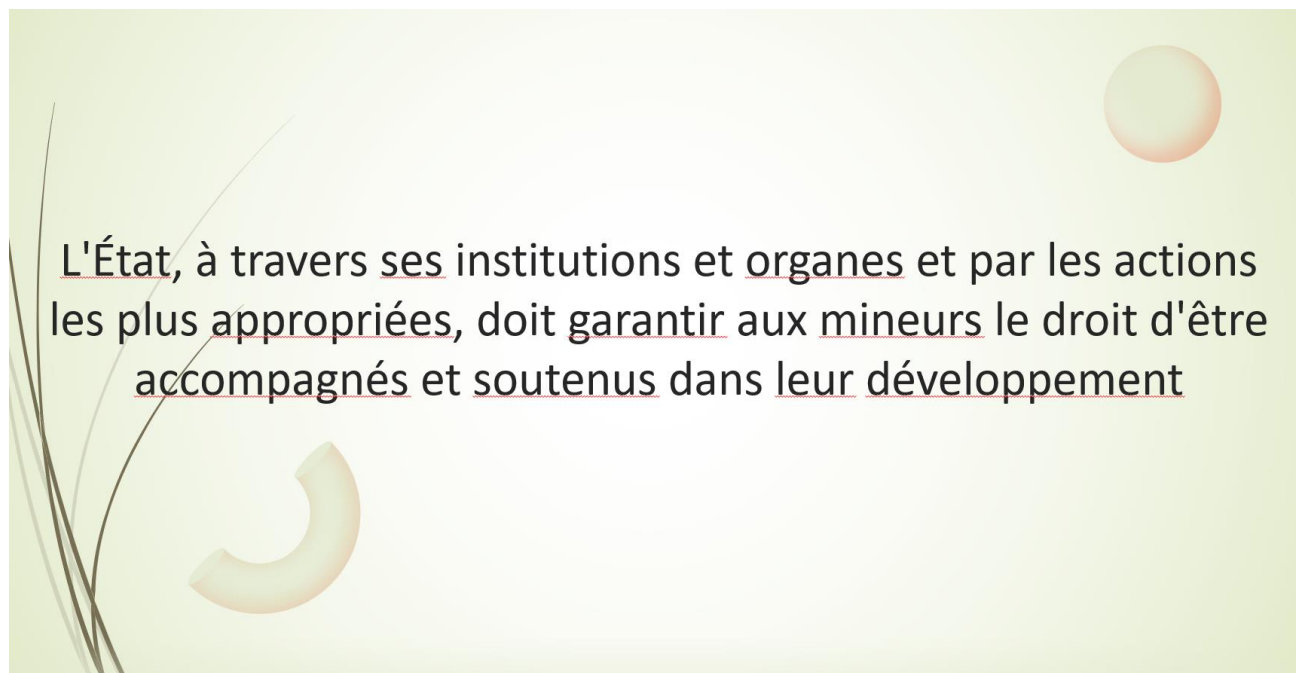 L'État, à travers ses institutions et organes et par les actions
les plus appropriées, doit garantir aux mineurs le droit d'être
accompagnés et soutenus dans leur développement